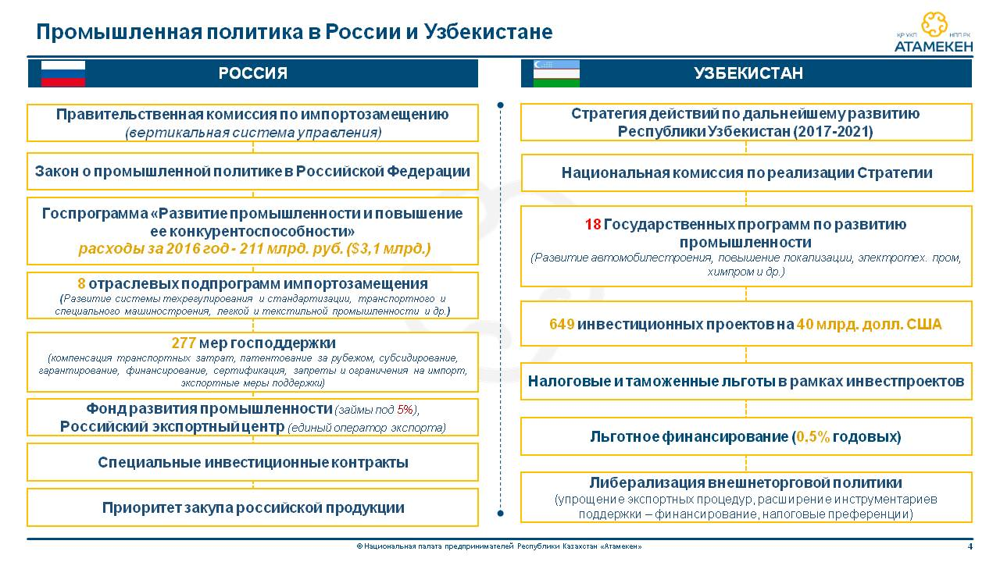 Промышленная политика в России и Узбекистане
ҚР ҰКП НПП РК
АТАМЕКЕН
РОССИЯ
Правительственная комиссия по импортозамещению
(вертикальная система управления)
Закон о промышленной политике в Российской Федерации
Госпрограмма «Развитие промышленности и повышение
ее конкурентоспособности»
расходы за 2016 год - 211 млрд. руб. ($3,1 млрд.)
8 отраслевых подпрограмм импортозамещения
(Развитие системы техрегулирования и стандартизации, транспортного и
специального машиностроения, легкой и текстильной промышленности и др.)
277 мер господдержки
(компенсация транспортных затрат, патентование за рубежом, субсидирование,
гарантирование, финансирование, сертификация, запреты и ограничения на импорт,
экспортные меры поддержки)
Фонд развития промышленности (займы под 5%),
Российский экспортный центр (единый оператор экспорта)
Специальные инвестиционные контракты
Приоритет закупа российской продукции
УЗБЕКИСТАН
Стратегия действий по дальнейшему развитию
Республики Узбекистан (2017-2021)
Национальная комиссия по реализации Стратегии
18 Государственных программ по развитию
промышленности
(Развитие автомобилестроения, повышение локализации, электротех. пром,
химпром и др.)
649 инвестиционных проектов на 40 млрд. долл. США
Налоговые и таможенные льготы в рамках инвестпроектов
Льготное финансирование (0.5% годовых)
Либерализация внешнеторговой политики
(упрощение экспортных процедур, расширение инструментариев
поддержки – финансирование, налоговые преференции)
© Национальная палата предпринимателей Республики Казахстан «Атамекен»
4